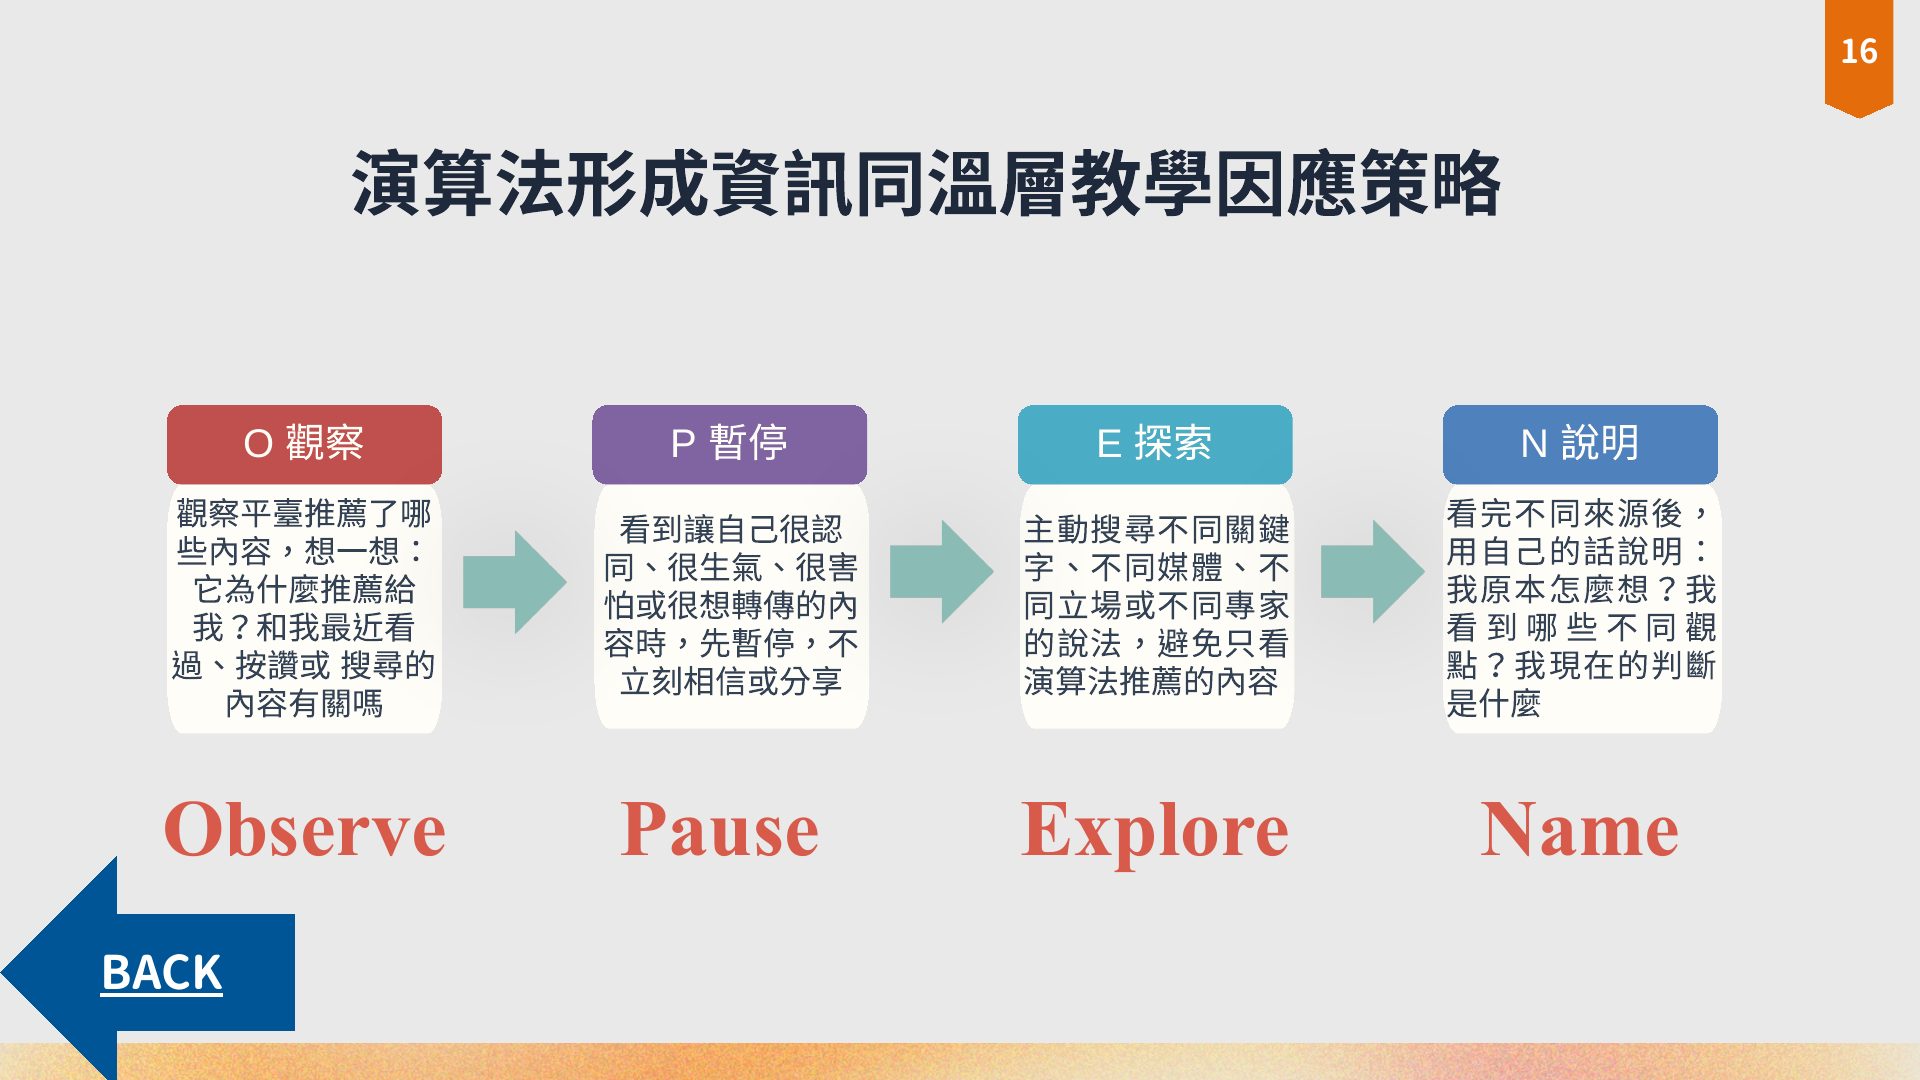 16
演算法形成資訊同溫層教學因應策略
O 觀察
觀察平臺推薦了哪
些內容，想一想：
它為什麼推薦給
我？和我最近看
過、按讚或 搜尋的
內容有關嗎
P 暫停
看到讓自己很認
同、很生氣、很害
怕或很想轉傳的內
容時，先暫停，不
立刻相信或分享
E 探索
主動搜尋不同關鍵
字、不同媒體、不
同立場或不同專家
的說法，避免只看
演算法推薦的內容
N 說明
看完不同來源後，
用自己的話說明：
我原本怎麼想？我
看到哪些不同觀
點？我現在的判斷
是什麼
Observe
Pause
Explore
Name
BACK